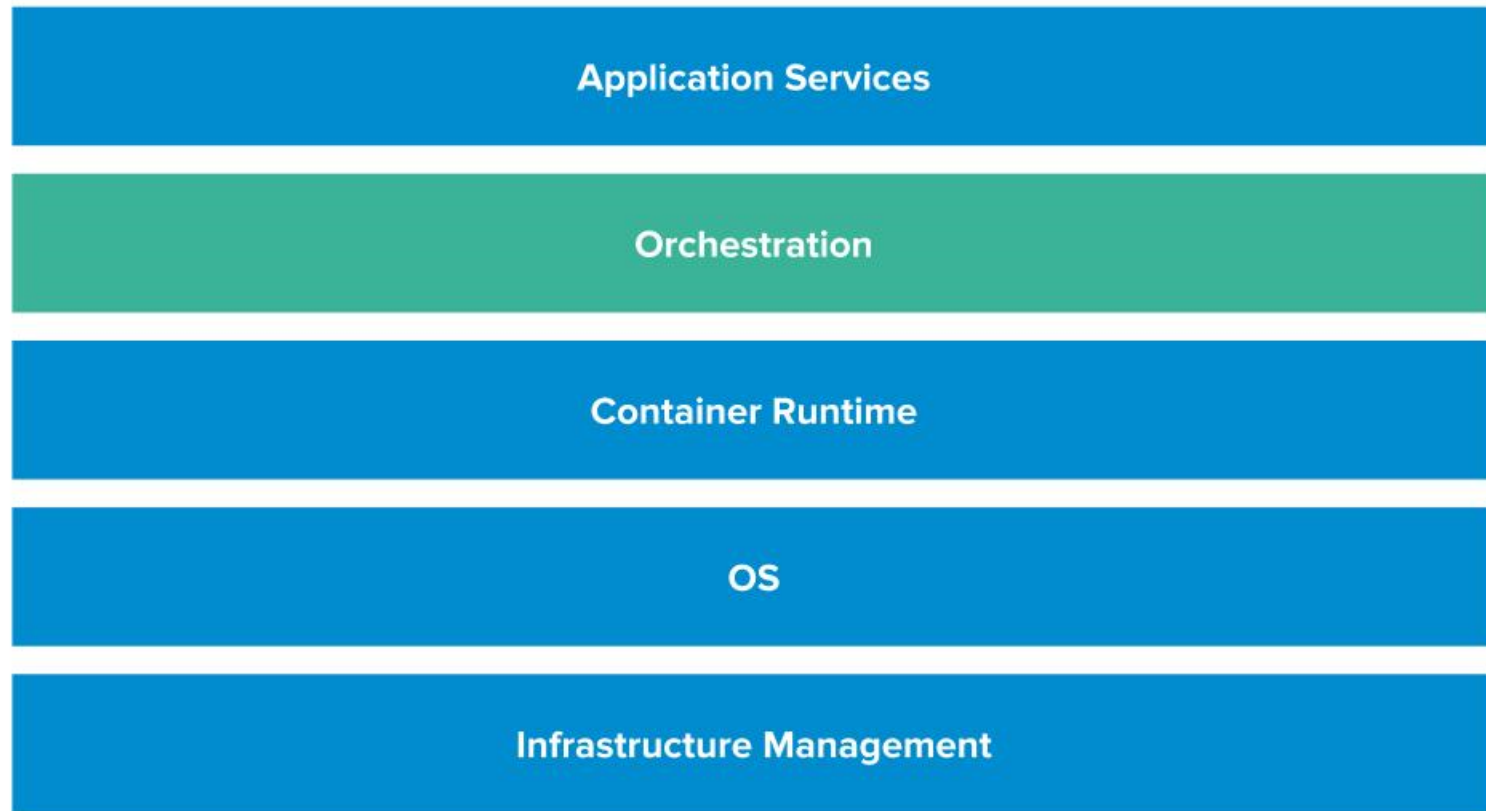 Application Services
Orchestration
Container Runtime
OS
Infrastructure Management